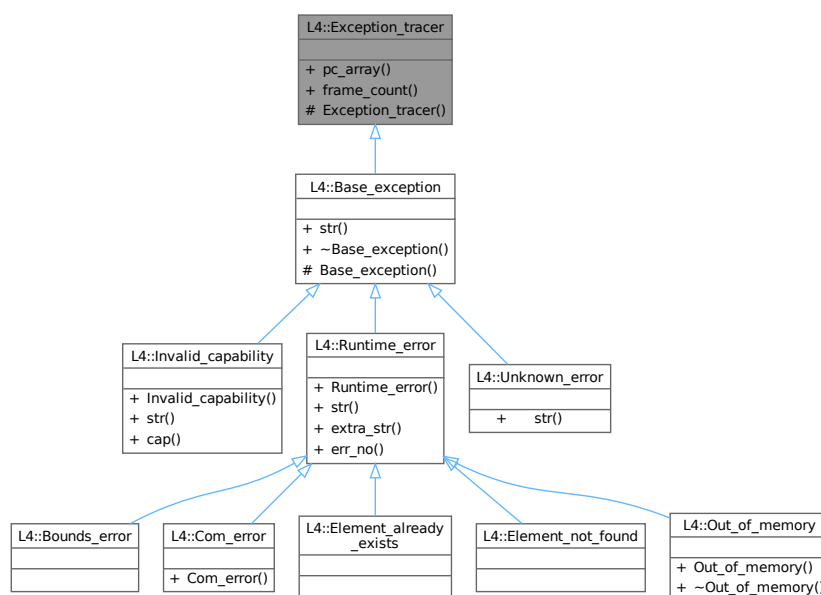 L4::Exception_tracer
+ pc_array()
+ frame_count()
# Exception_tracer()
L4::Base_exception
+ str()
+ ~Base_exception()
# Base_exception()
L4::Invalid_capability
+ Invalid_capability()
+ str()
+ cap()
L4::Runtime_error
+ Runtime_error()
+ str()
+ extra_str()
+ err_no()
L4::Unknown_error
+ str()
L4::Bounds_error
L4::Com_error
+ Com_error()
L4::Element_already
_exists
L4::Element_not_found
L4::Out_of_memory
+ Out_of_memory()
+ ~Out_of_memory()